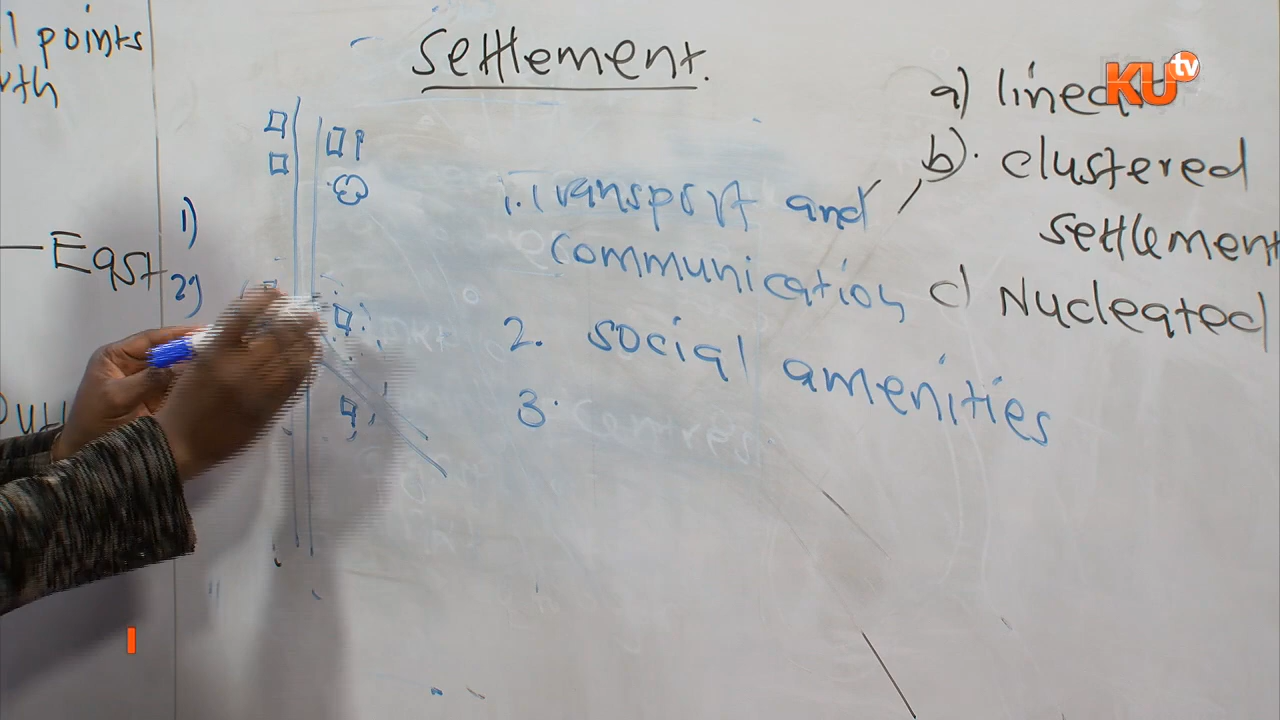 points
Settlement.
KU tv
a) linear
b). clustered
settlement
c) Nucleated
East
1)
2)
1. Transport and
communication
2. social amenities
3.
centres